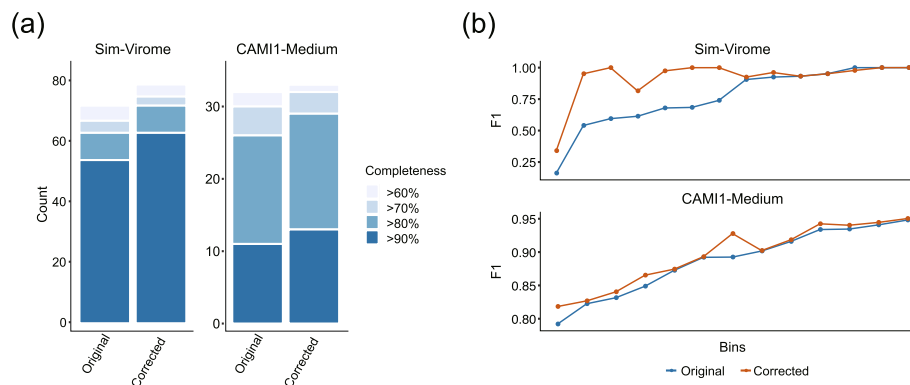 (a)
Sim-Virome
CAMI1-Medium
Count
80
60
40
20
0
30
20
10
0
Original
Corrected
Original
Corrected
Completeness
>60%
>70%
>80%
>90%
(b)
Sim-Virome
F1
1.00
0.75
0.50
0.25
CAMI1-Medium
F1
0.95
0.90
0.85
0.80
Bins
Original
Corrected